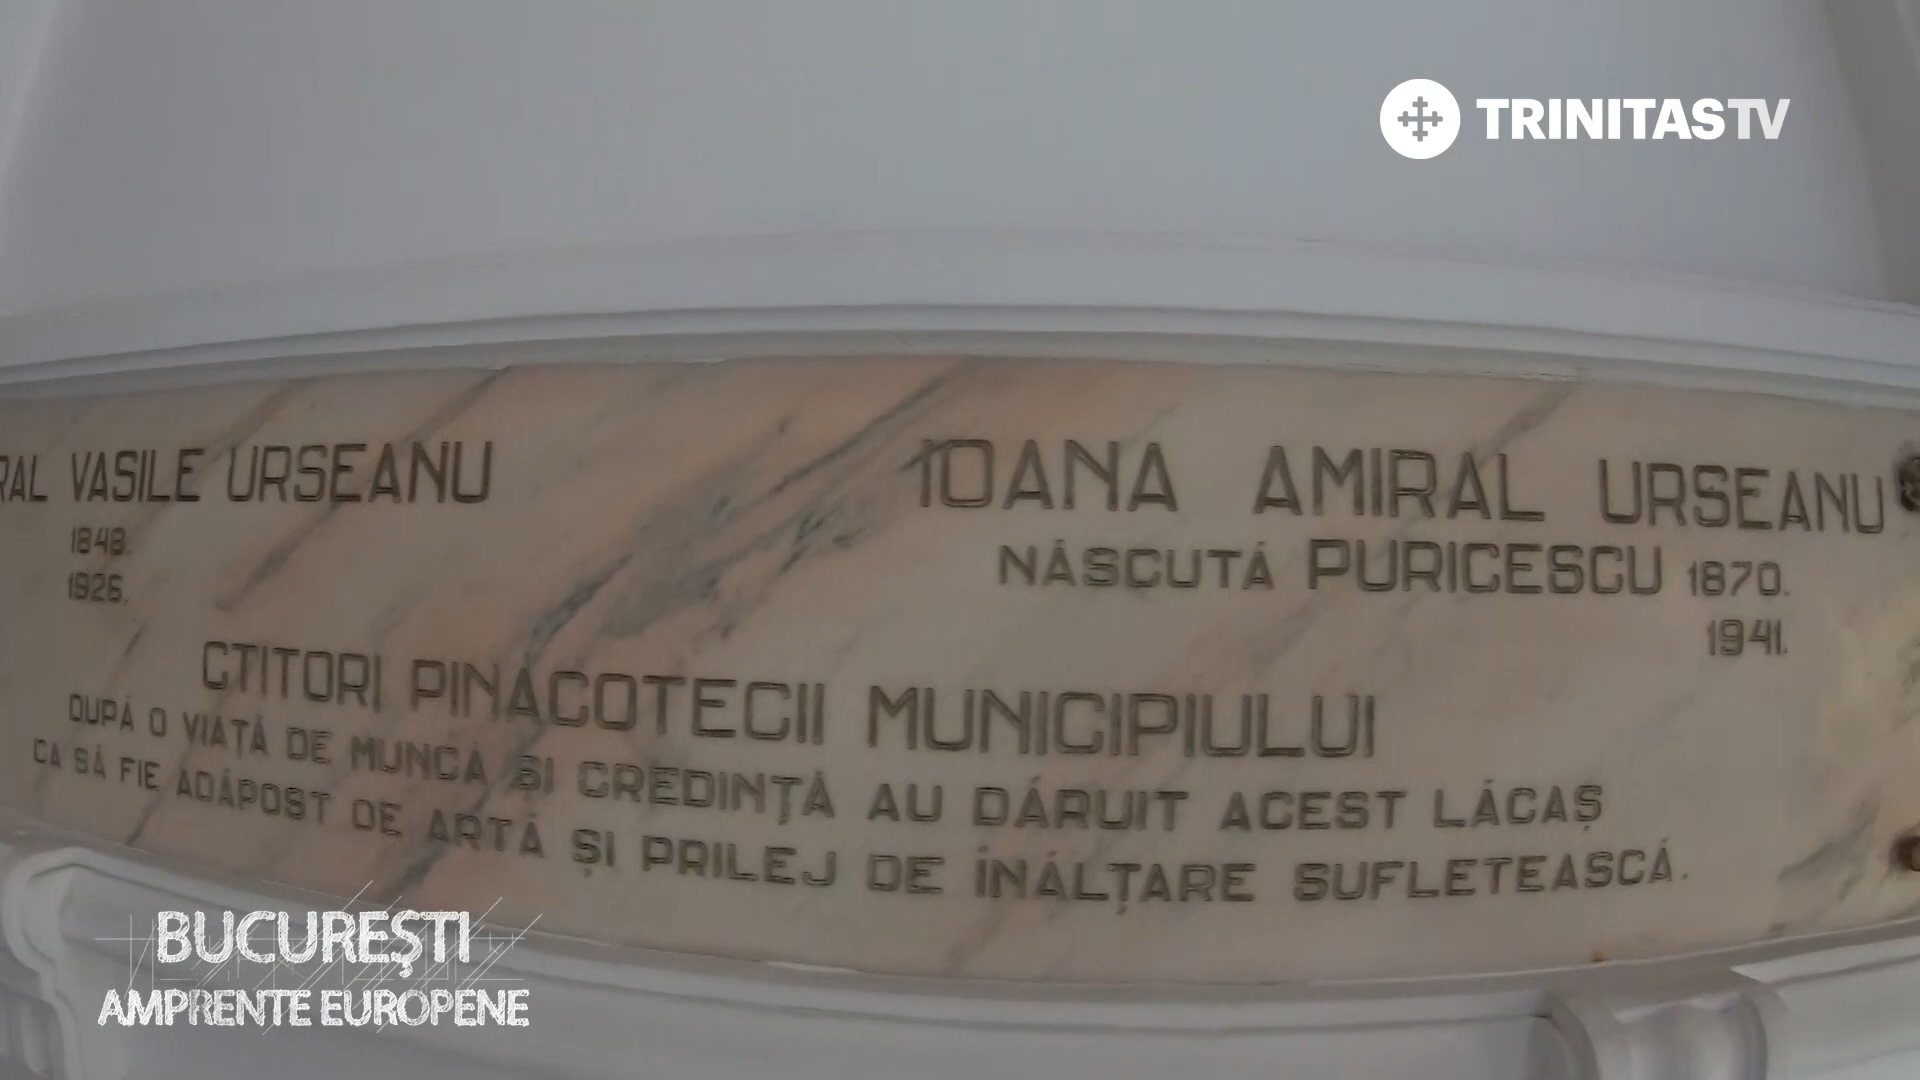 TRINITASTV
RAL VASILE URSEANU
1848.
1926.
IOANA AMIRAL URSEANU
NĂSCUTĂ PURICESCU 1870.
1941.
CTITORI PINACOTECII MUNICIPIULUI
DUPĂ O VIAȚĂ DE MUNCĂ ȘI CREDINȚĂ AU DĂRUIT ACEST LĂCAȘ
CA SĂ FIE ADĂPOST DE ARTĂ ȘI PRILEJ DE ÎNĂLȚARE SUFLETEASCĂ.
BUCUREȘTI
AMPRENTE EUROPENE